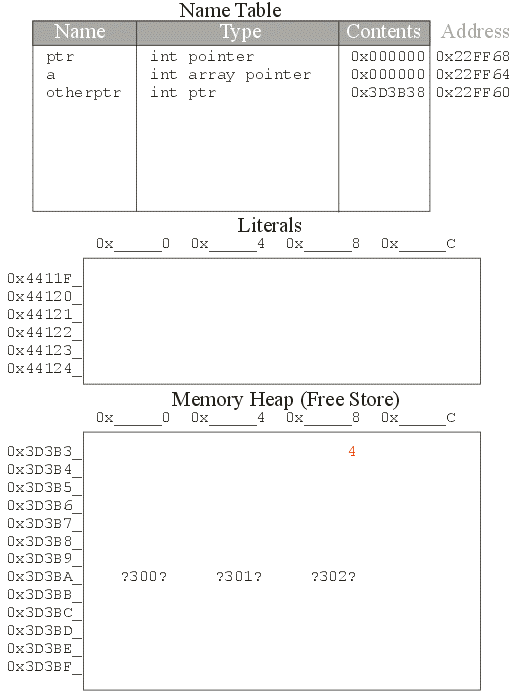 Name Table
Name Type Contents Address
ptr int pointer 0x000000 0x22FF68
a int array pointer 0x000000 0x22FF64
otherptr int ptr 0x3D3B38 0x22FF60
Literals
0x_____0 0x_____4 0x_____8 0x_____C
0x4411F_
0x44120_
0x44121_
0x44122_
0x44123_
0x44124_
Memory Heap (Free Store)
0x_____0 0x_____4 0x_____8 0x_____C
0x3D3B3_ 4
0x3D3B4_
0x3D3B5_
0x3D3B6_
0x3D3B7_
0x3D3B8_
0x3D3B9_
0x3D3BA_ ?300? ?301? ?302?
0x3D3BB_
0x3D3BC_
0x3D3BD_
0x3D3BE_
0x3D3BF_